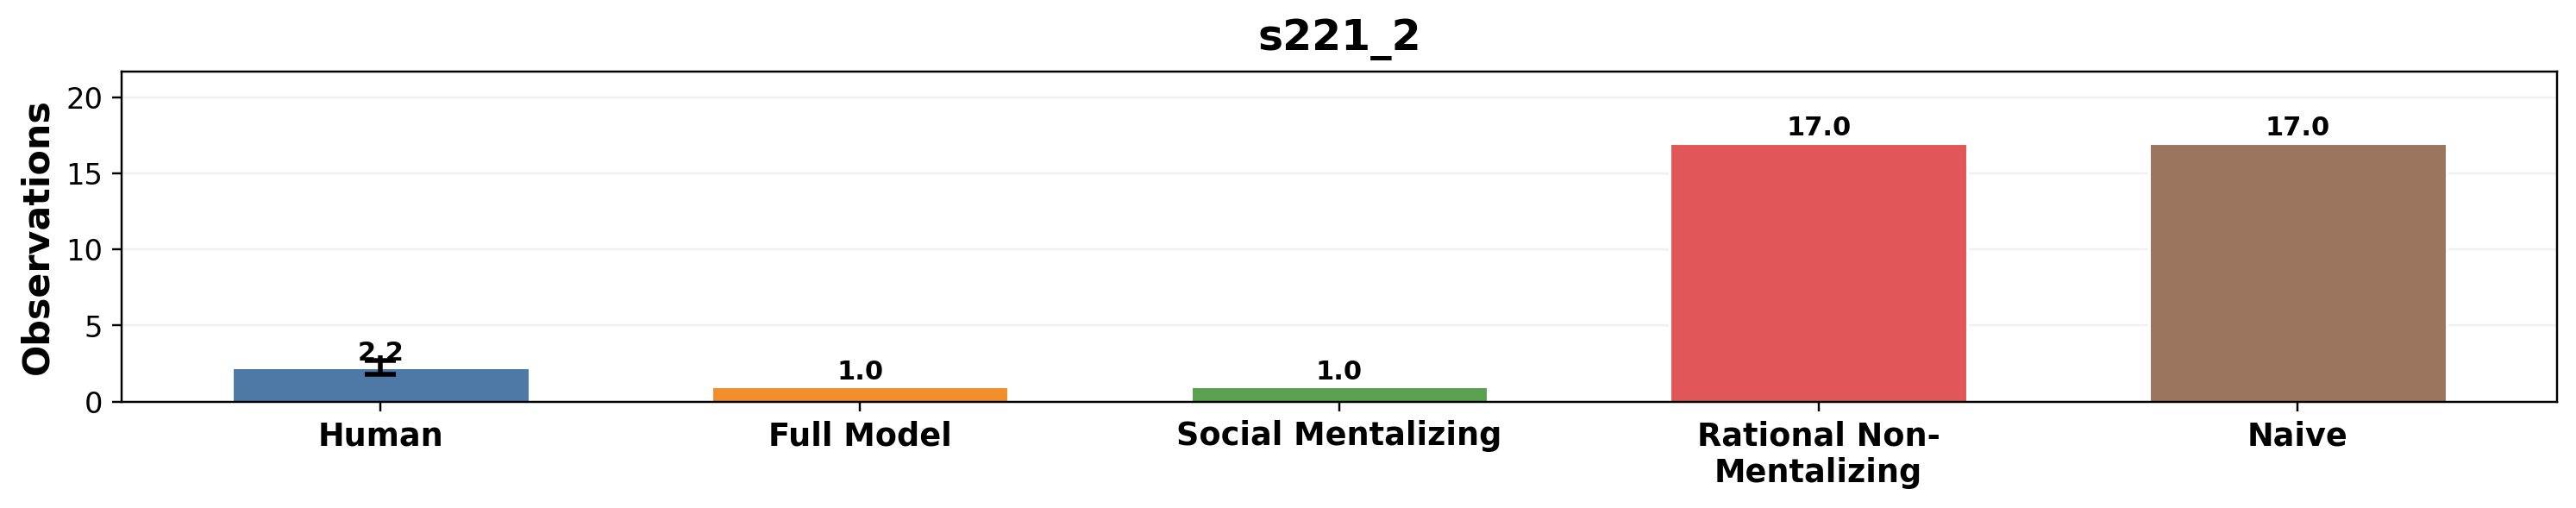 s221_2
Observations
20
15
10
5
0
2.2
1.0
1.0
17.0
17.0
Human
Full Model
Social Mentalizing
Rational Non-
Mentalizing
Naive